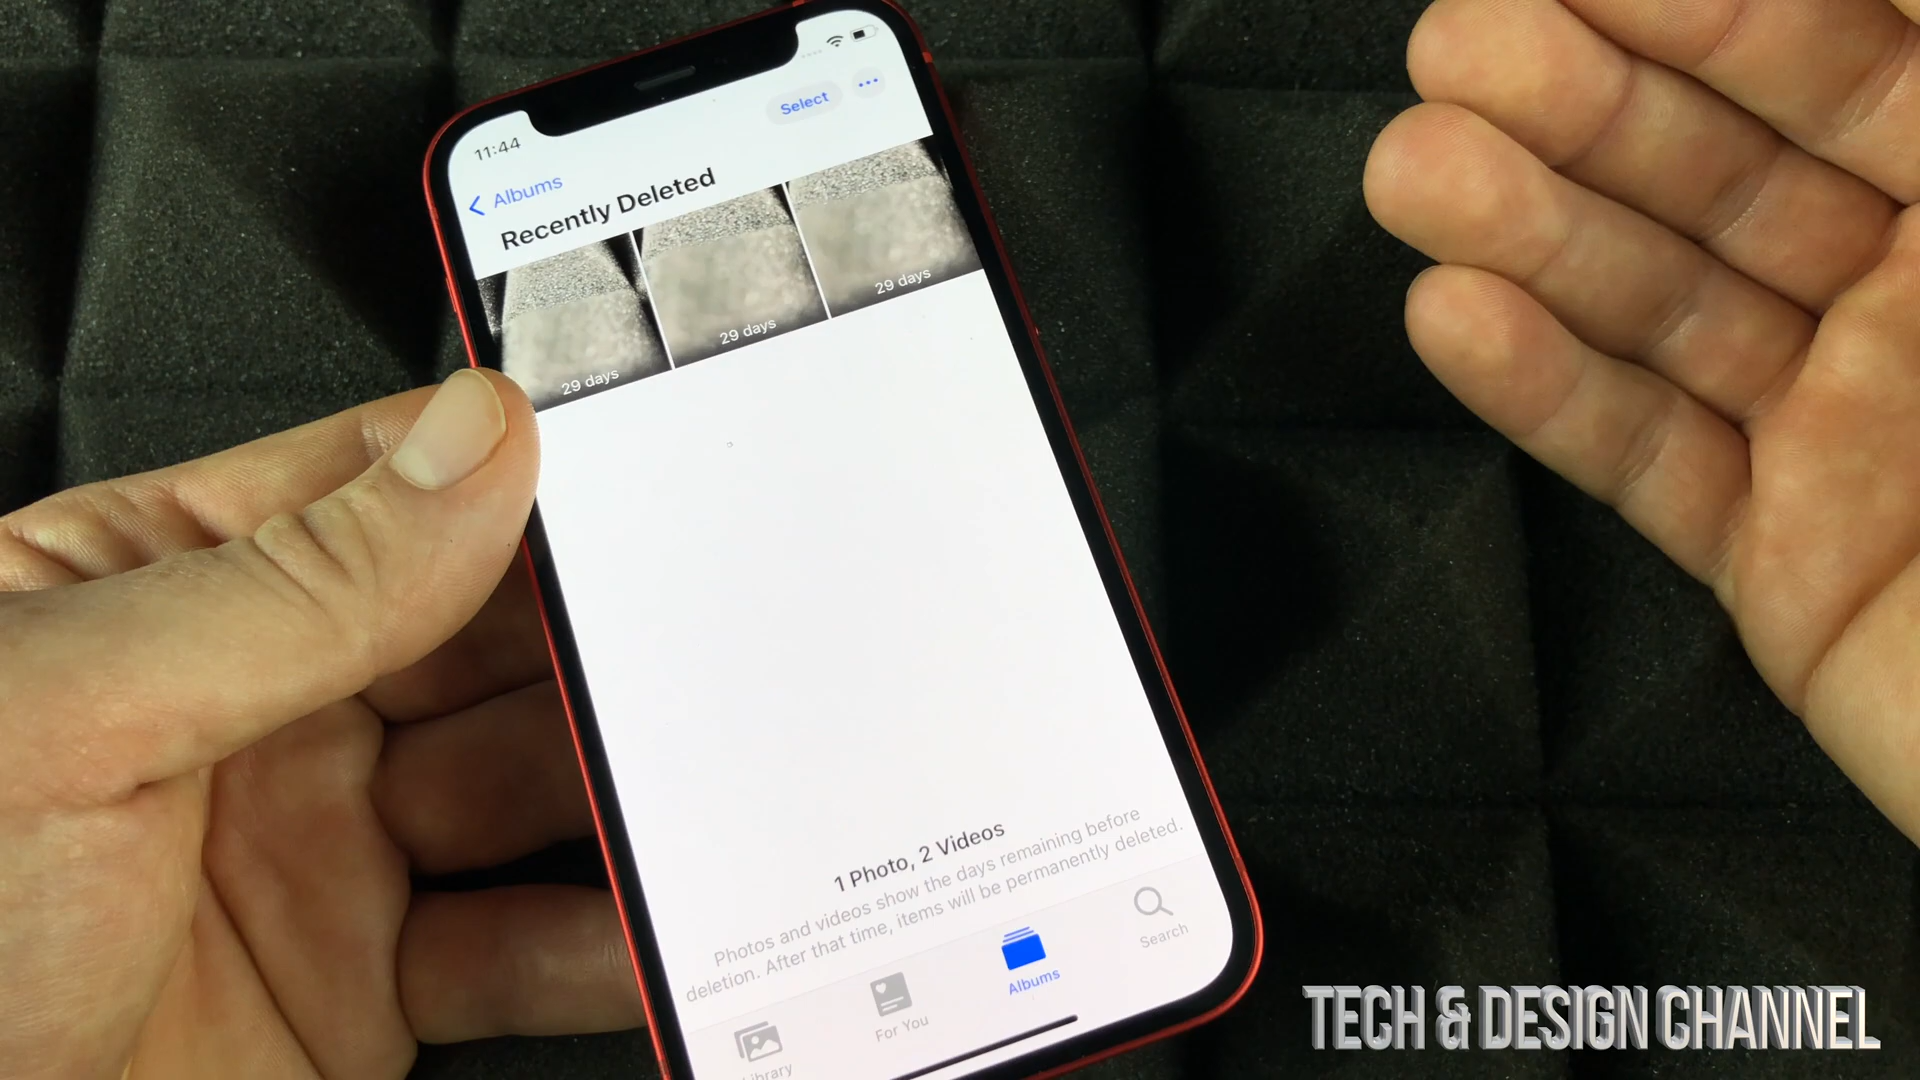 11:44
Select
Albums
Recently Deleted
29 days
29 days
29 days
1 Photo, 2 Videos
Photos and videos show the days remaining before
deletion. After that time, items will be permanently deleted.
Library
For You
Albums
Search
TECH & DESIGN CHANNEL